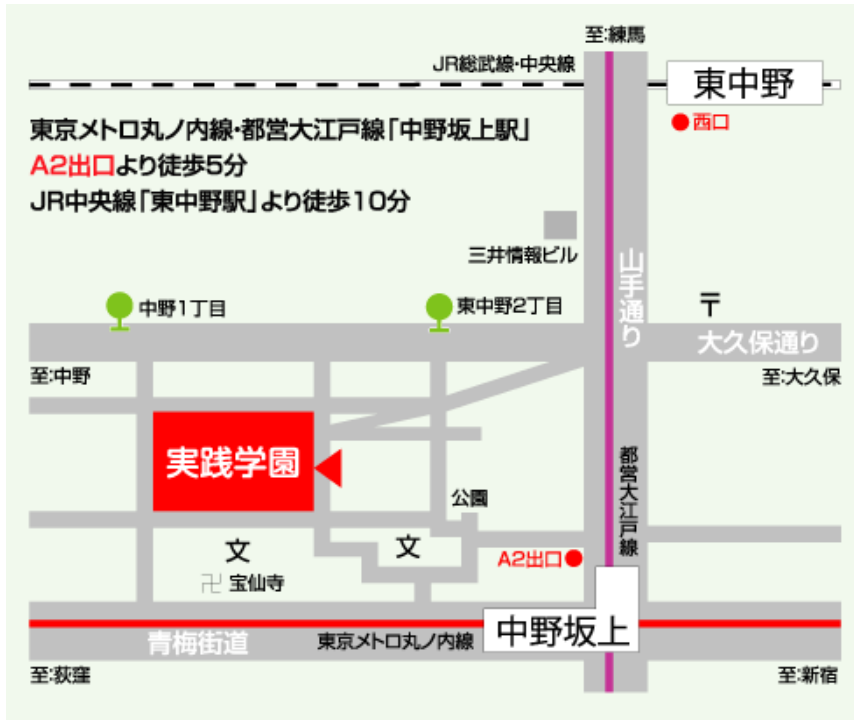 至:練馬
JR総武線・中央線
東中野
西口
東京メトロ丸ノ内線・都営大江戸線「中野坂上駅」
A2出口より徒歩5分
JR中央線「東中野駅」より徒歩10分
三井情報ビル
山手通り
中野1丁目
東中野2丁目
〒
大久保通り
至:中野
至:大久保
実践学園
都営大江戸線
公園
文
文
A2出口
卍 宝仙寺
中野坂上
青梅街道
東京メトロ丸ノ内線
至:荻窪
至:新宿